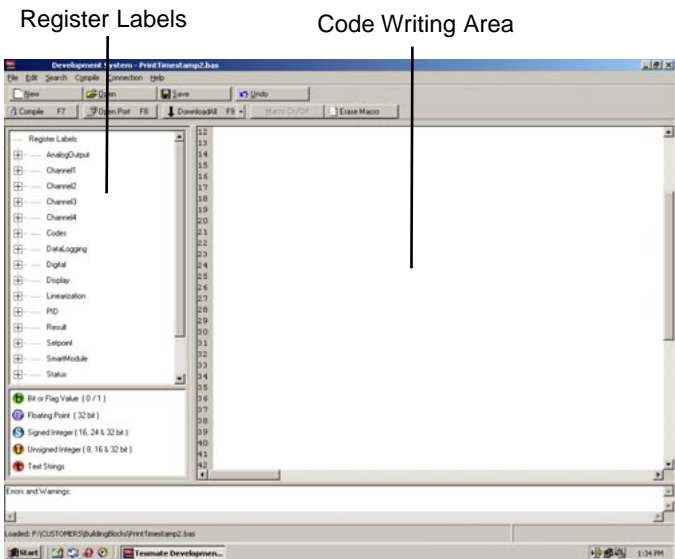 Register Labels
Code Writing Area
Development System - PrintTimestamp2.bas
File Edit Search Compile Connection Help
New Open Save Undo
Compile F7 Open Port F8 DownloadAll F9 Macro On/Off Erase Macro
Register Labels
AnalogOutput
Channel1
Channel2
Channel3
Channel4
Codes
DataLogging
Digital
Display
Linearization
PID
Result
Setpoint
SmartModule
Status
Bit or Flag Value ( 0 / 1 )
Floating Point ( 32 bit )
Signed Integer ( 16, 24 & 32 bit )
Unsigned Integer ( 8, 16 & 32 bit )
Text Strings
12
13
14
15
16
17
18
19
20
21
22
23
24
25
26
27
28
29
30
31
32
33
34
35
36
37
38
39
40
41
42
Errors and Warnings:
Loaded: P:\CUSTOMERS\BuildingBlocks\PrintTimestamp2.bas
Start Texmate Developmen... 1:34 PM